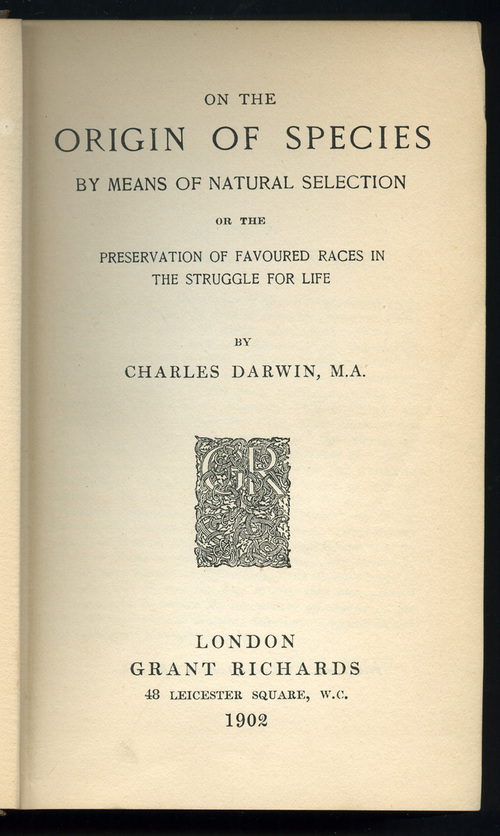 ON THE
ORIGIN OF SPECIES
BY MEANS OF NATURAL SELECTION
OR THE
PRESERVATION OF FAVOURED RACES IN
THE STRUGGLE FOR LIFE
BY
CHARLES DARWIN, M.A.
LONDON
GRANT RICHARDS
48 LEICESTER SQUARE, W.C.
1902